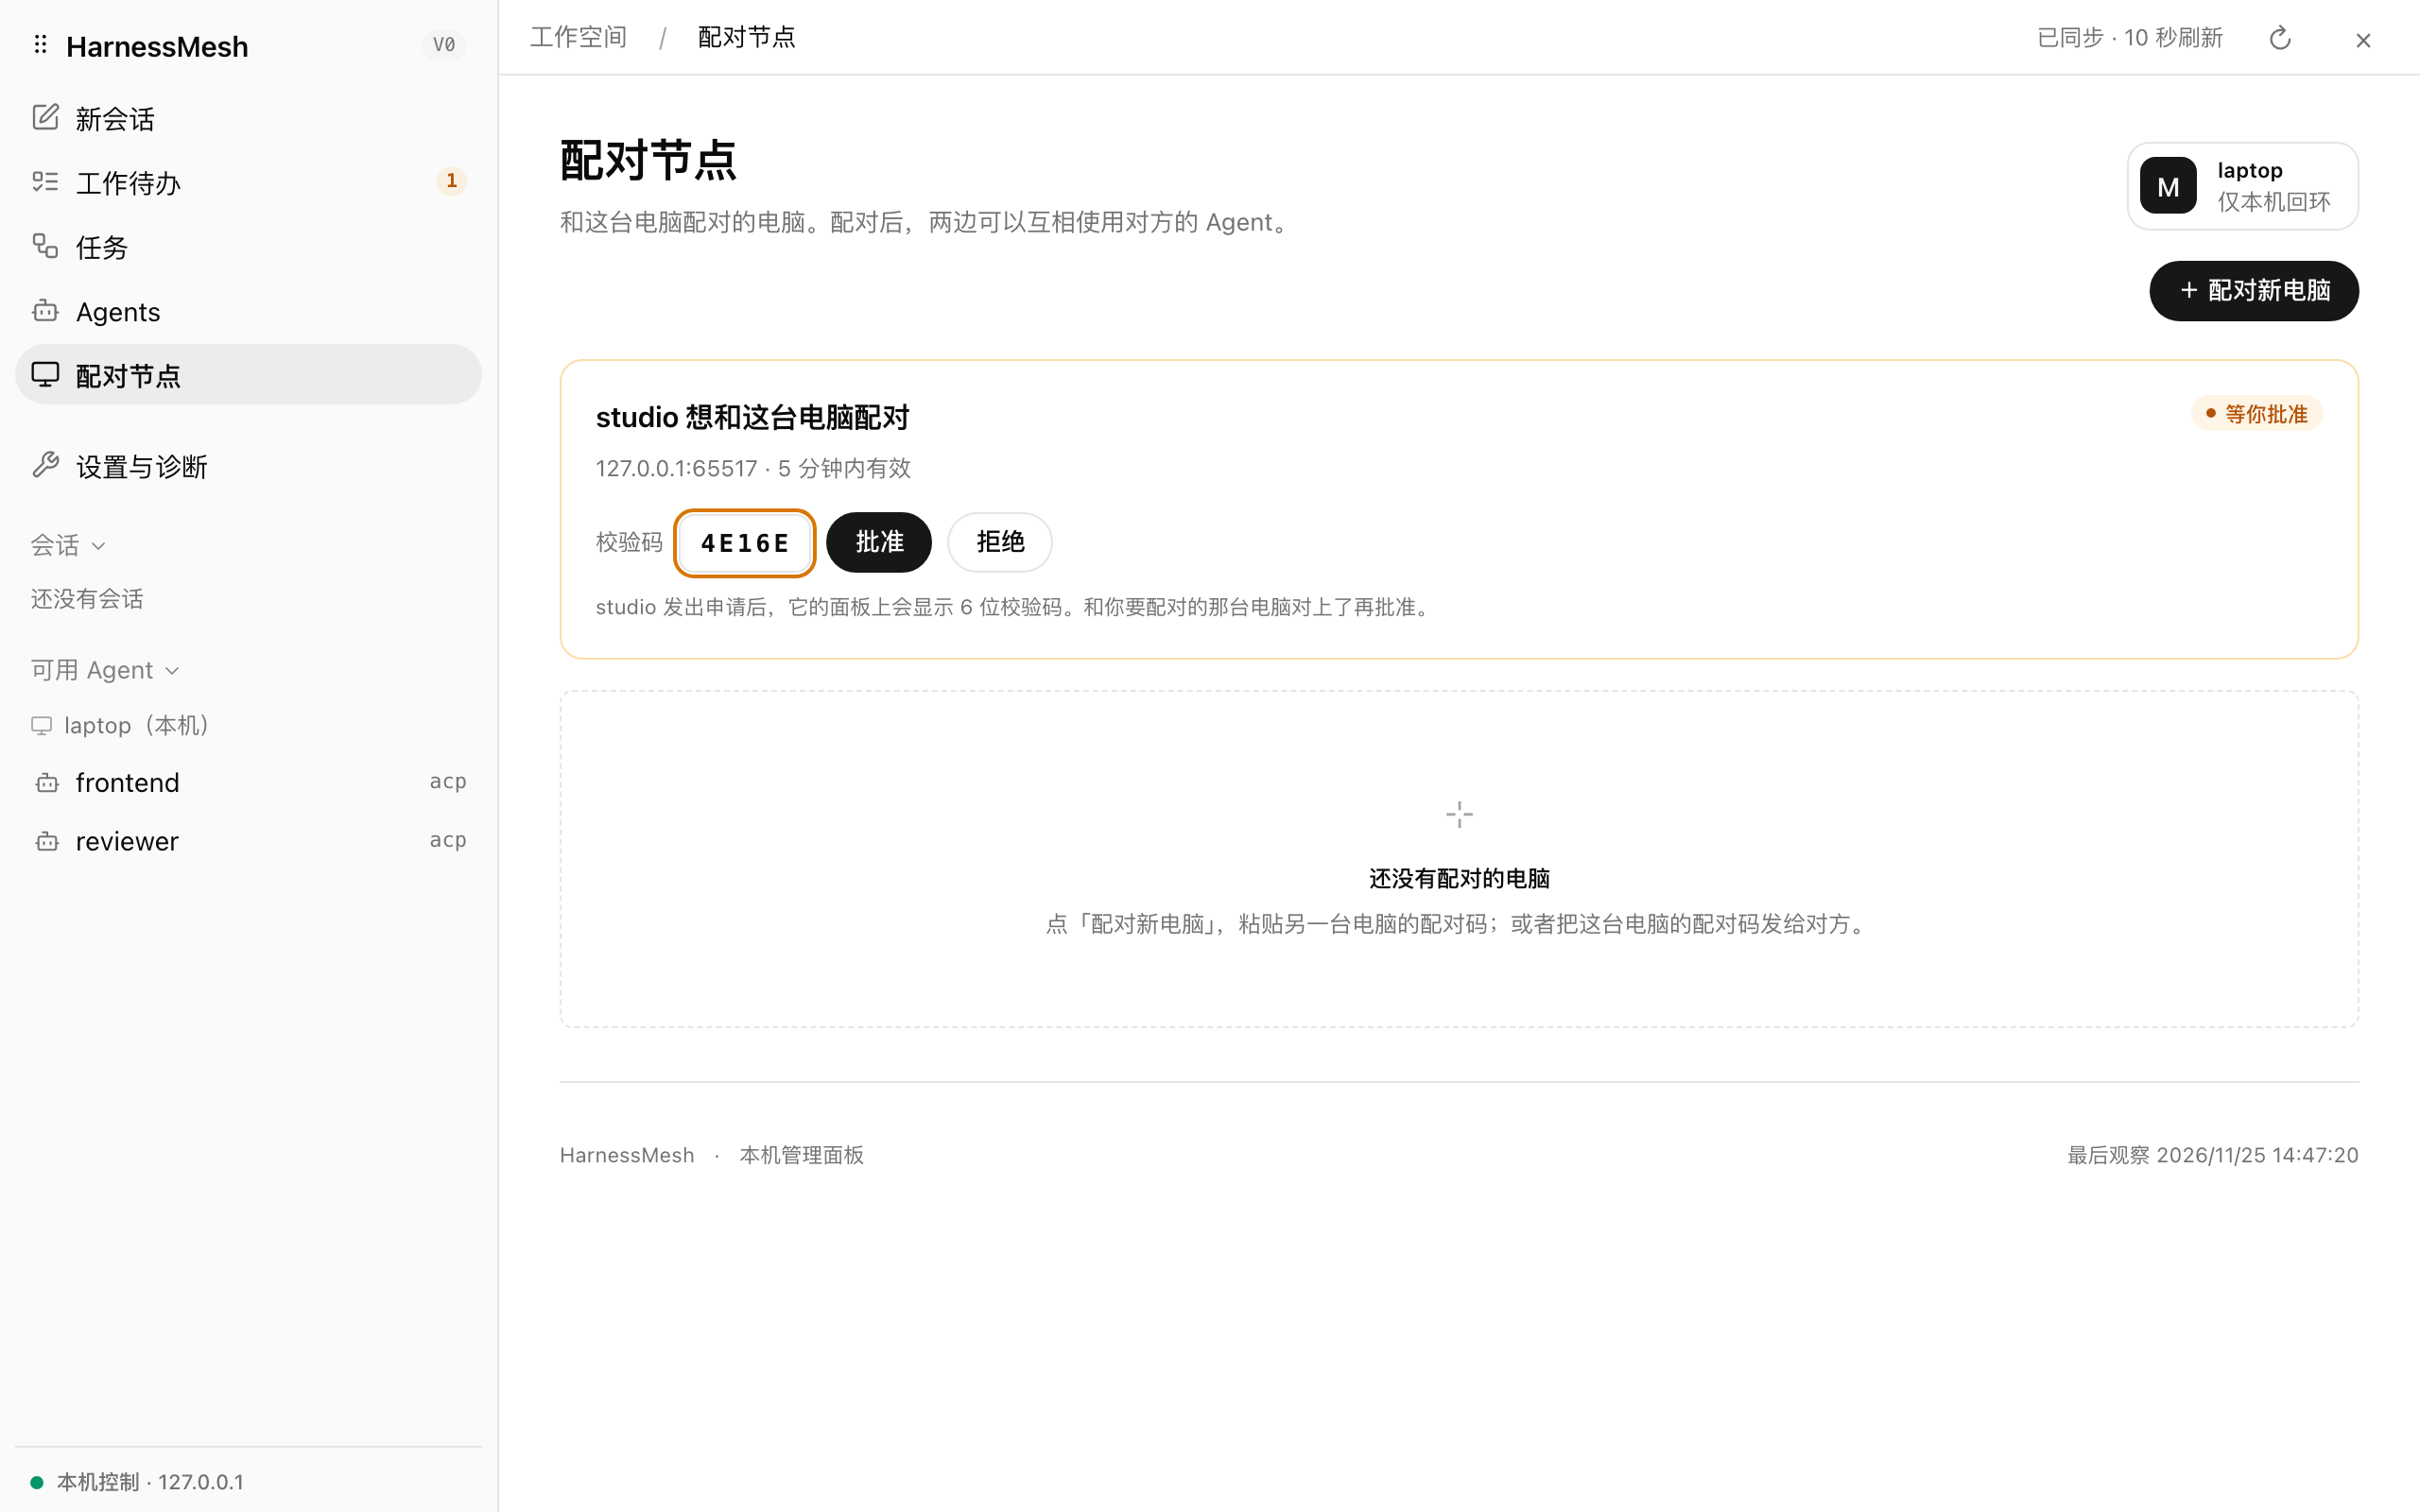 HarnessMesh V0
新会话
工作待办 1
任务
Agents
配对节点
设置与诊断
会话
还没有会话
可用 Agent
laptop（本机）
frontend acp
reviewer acp
本机控制 · 127.0.0.1
工作空间 / 配对节点
已同步 · 10 秒刷新
配对节点
和这台电脑配对的电脑。配对后，两边可以互相使用对方的 Agent。
M
laptop
仅本机回环
+ 配对新电脑
studio 想和这台电脑配对
等你批准
127.0.0.1:65517 · 5 分钟内有效
校验码 4E16E 批准 拒绝
studio 发出申请后，它的面板上会显示 6 位校验码。和你要配对的那台电脑对上了再批准。
还没有配对的电脑
点「配对新电脑」，粘贴另一台电脑的配对码；或者把这台电脑的配对码发给对方。
HarnessMesh · 本机管理面板
最后观察 2026/11/25 14:47:20